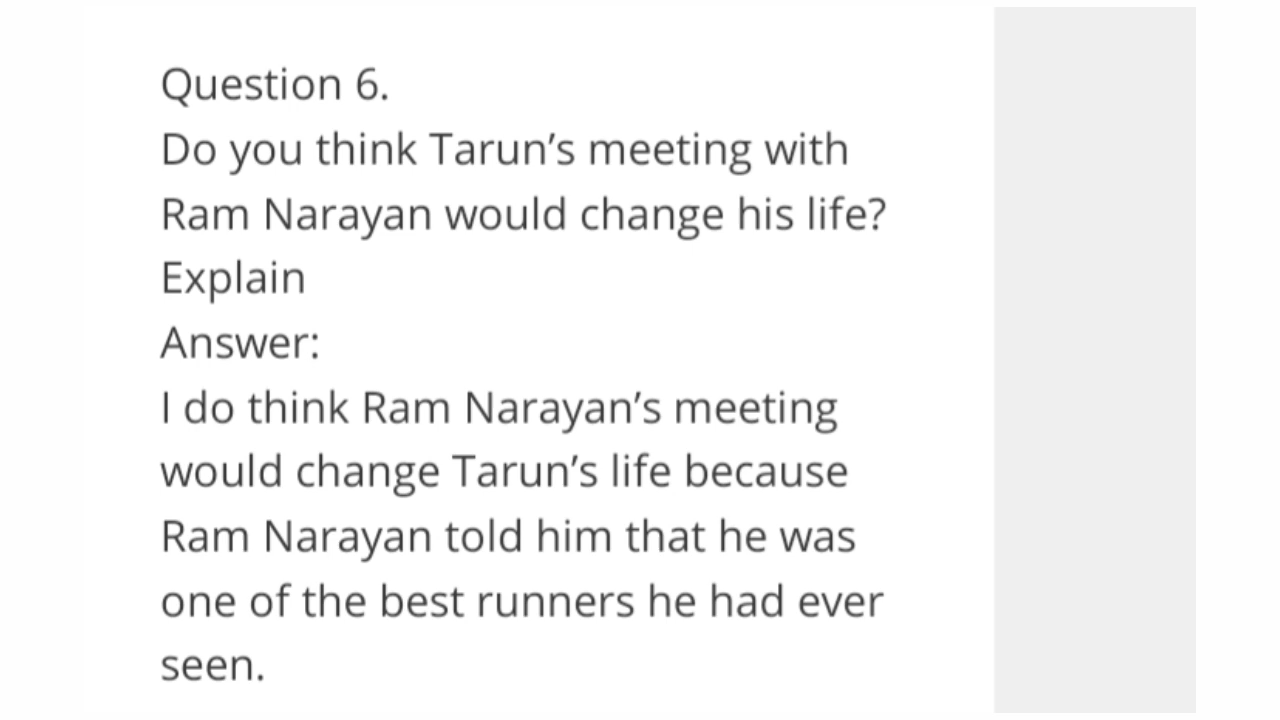 Question 6.
Do you think Tarun’s meeting with
Ram Narayan would change his life?
Explain
Answer:
I do think Ram Narayan’s meeting
would change Tarun’s life because
Ram Narayan told him that he was
one of the best runners he had ever
seen.